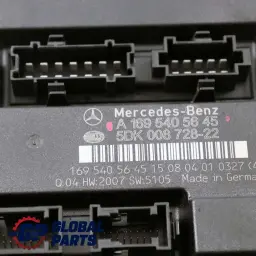 Mercedes-Benz
A 169 540 56 45
5DK 008 728-22
169 540 56 45 15 08 04 01 0327
Q 04 HW:2007 SW:5105 Made in German
GLOBAL
PARTS